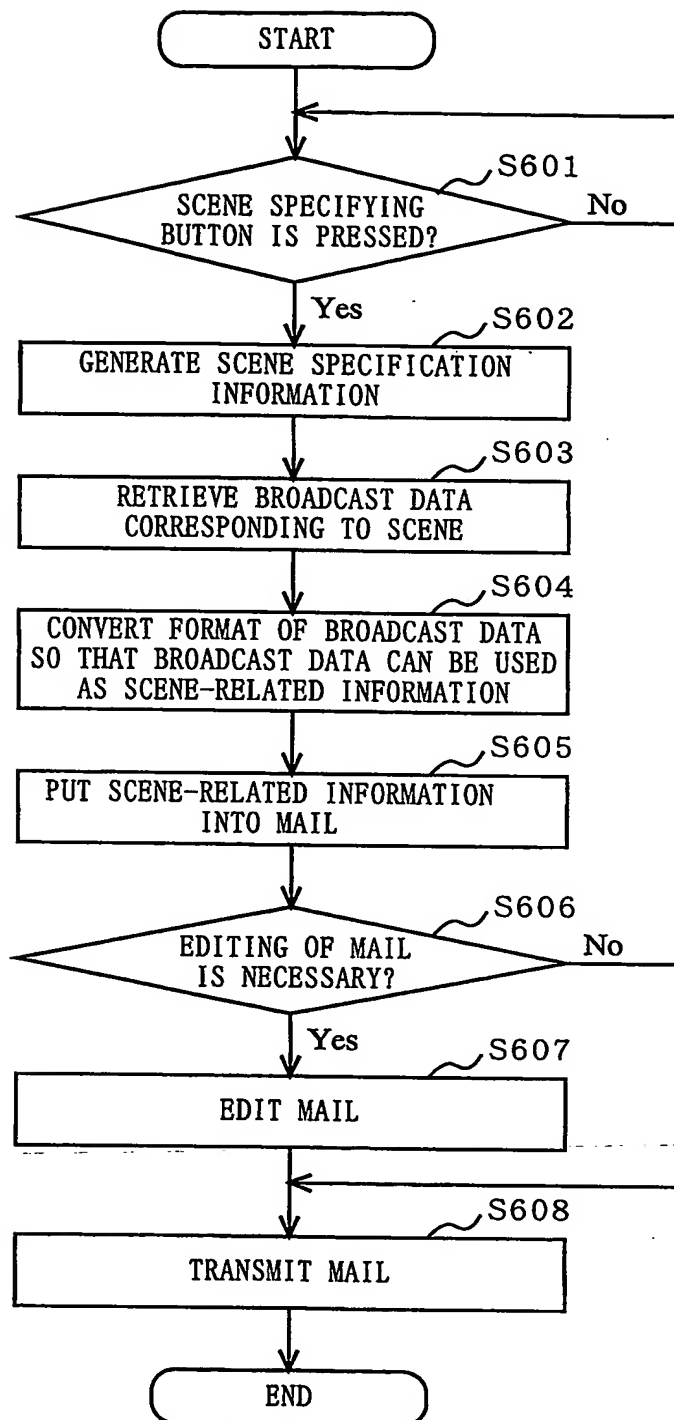 START
S601
SCENE SPECIFYING
BUTTON IS PRESSED?
No
Yes
S602
GENERATE SCENE SPECIFICATION
INFORMATION
S603
RETRIEVE BROADCAST DATA
CORRESPONDING TO SCENE
S604
CONVERT FORMAT OF BROADCAST DATA
SO THAT BROADCAST DATA CAN BE USED
AS SCENE-RELATED INFORMATION
S605
PUT SCENE-RELATED INFORMATION
INTO MAIL
S606
EDITING OF MAIL
IS NECESSARY?
No
Yes
S607
EDIT MAIL
S608
TRANSMIT MAIL
END